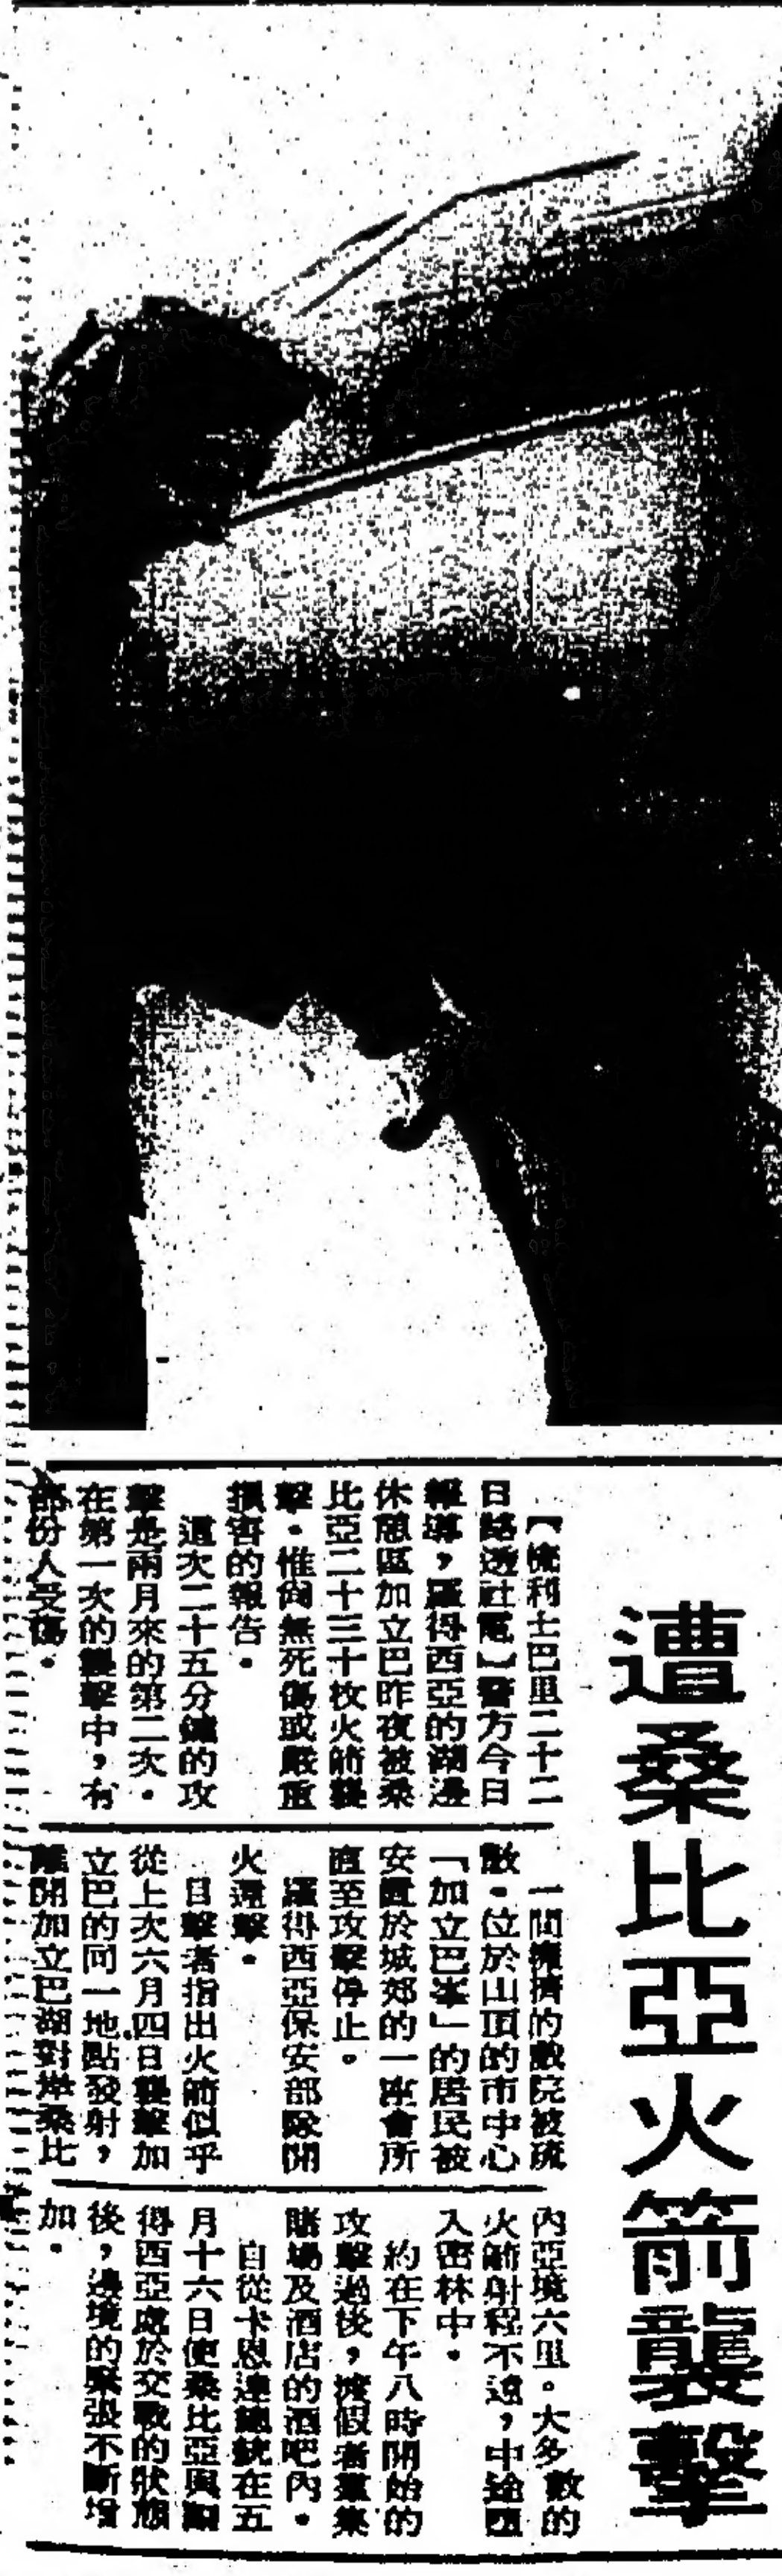 遭桑比亞火箭襲擊
利士巴里二十二
日路透社電】警方今日
報導，羅得西亞的湖邊
休憩區加立巴昨夜被桑
比亞二十三十枚火箭襲
擊。惟尚無死傷或嚴重
損害的報告。
這次二十五分鐘的攻
擊是兩月來的第二次。
在第一次的襲擊中，有
部份人受傷。
一間擁擠的戲院被疏
散。位於山頂的市中心
「加立巴峯」的居民被
安置於城郊的一座會所
直至攻擊停止。
羅得西亞保安部隊開
火還擊。
目擊者指出火箭似乎
從上次六月四日襲擊加
立巴的同一地點發射，
離開加立巴湖對岸桑比
內亞境六里。大多數的
火箭射程不遠，中途
入密林中。
約在下午八時開始的
攻擊過後，渡假者羣集
賭場及酒店的酒吧內。
自從卡恩達總統在五
月十六日使桑比亞與羅
得西亞處於交戰的狀態
後，邊境的緊張不斷增
加。